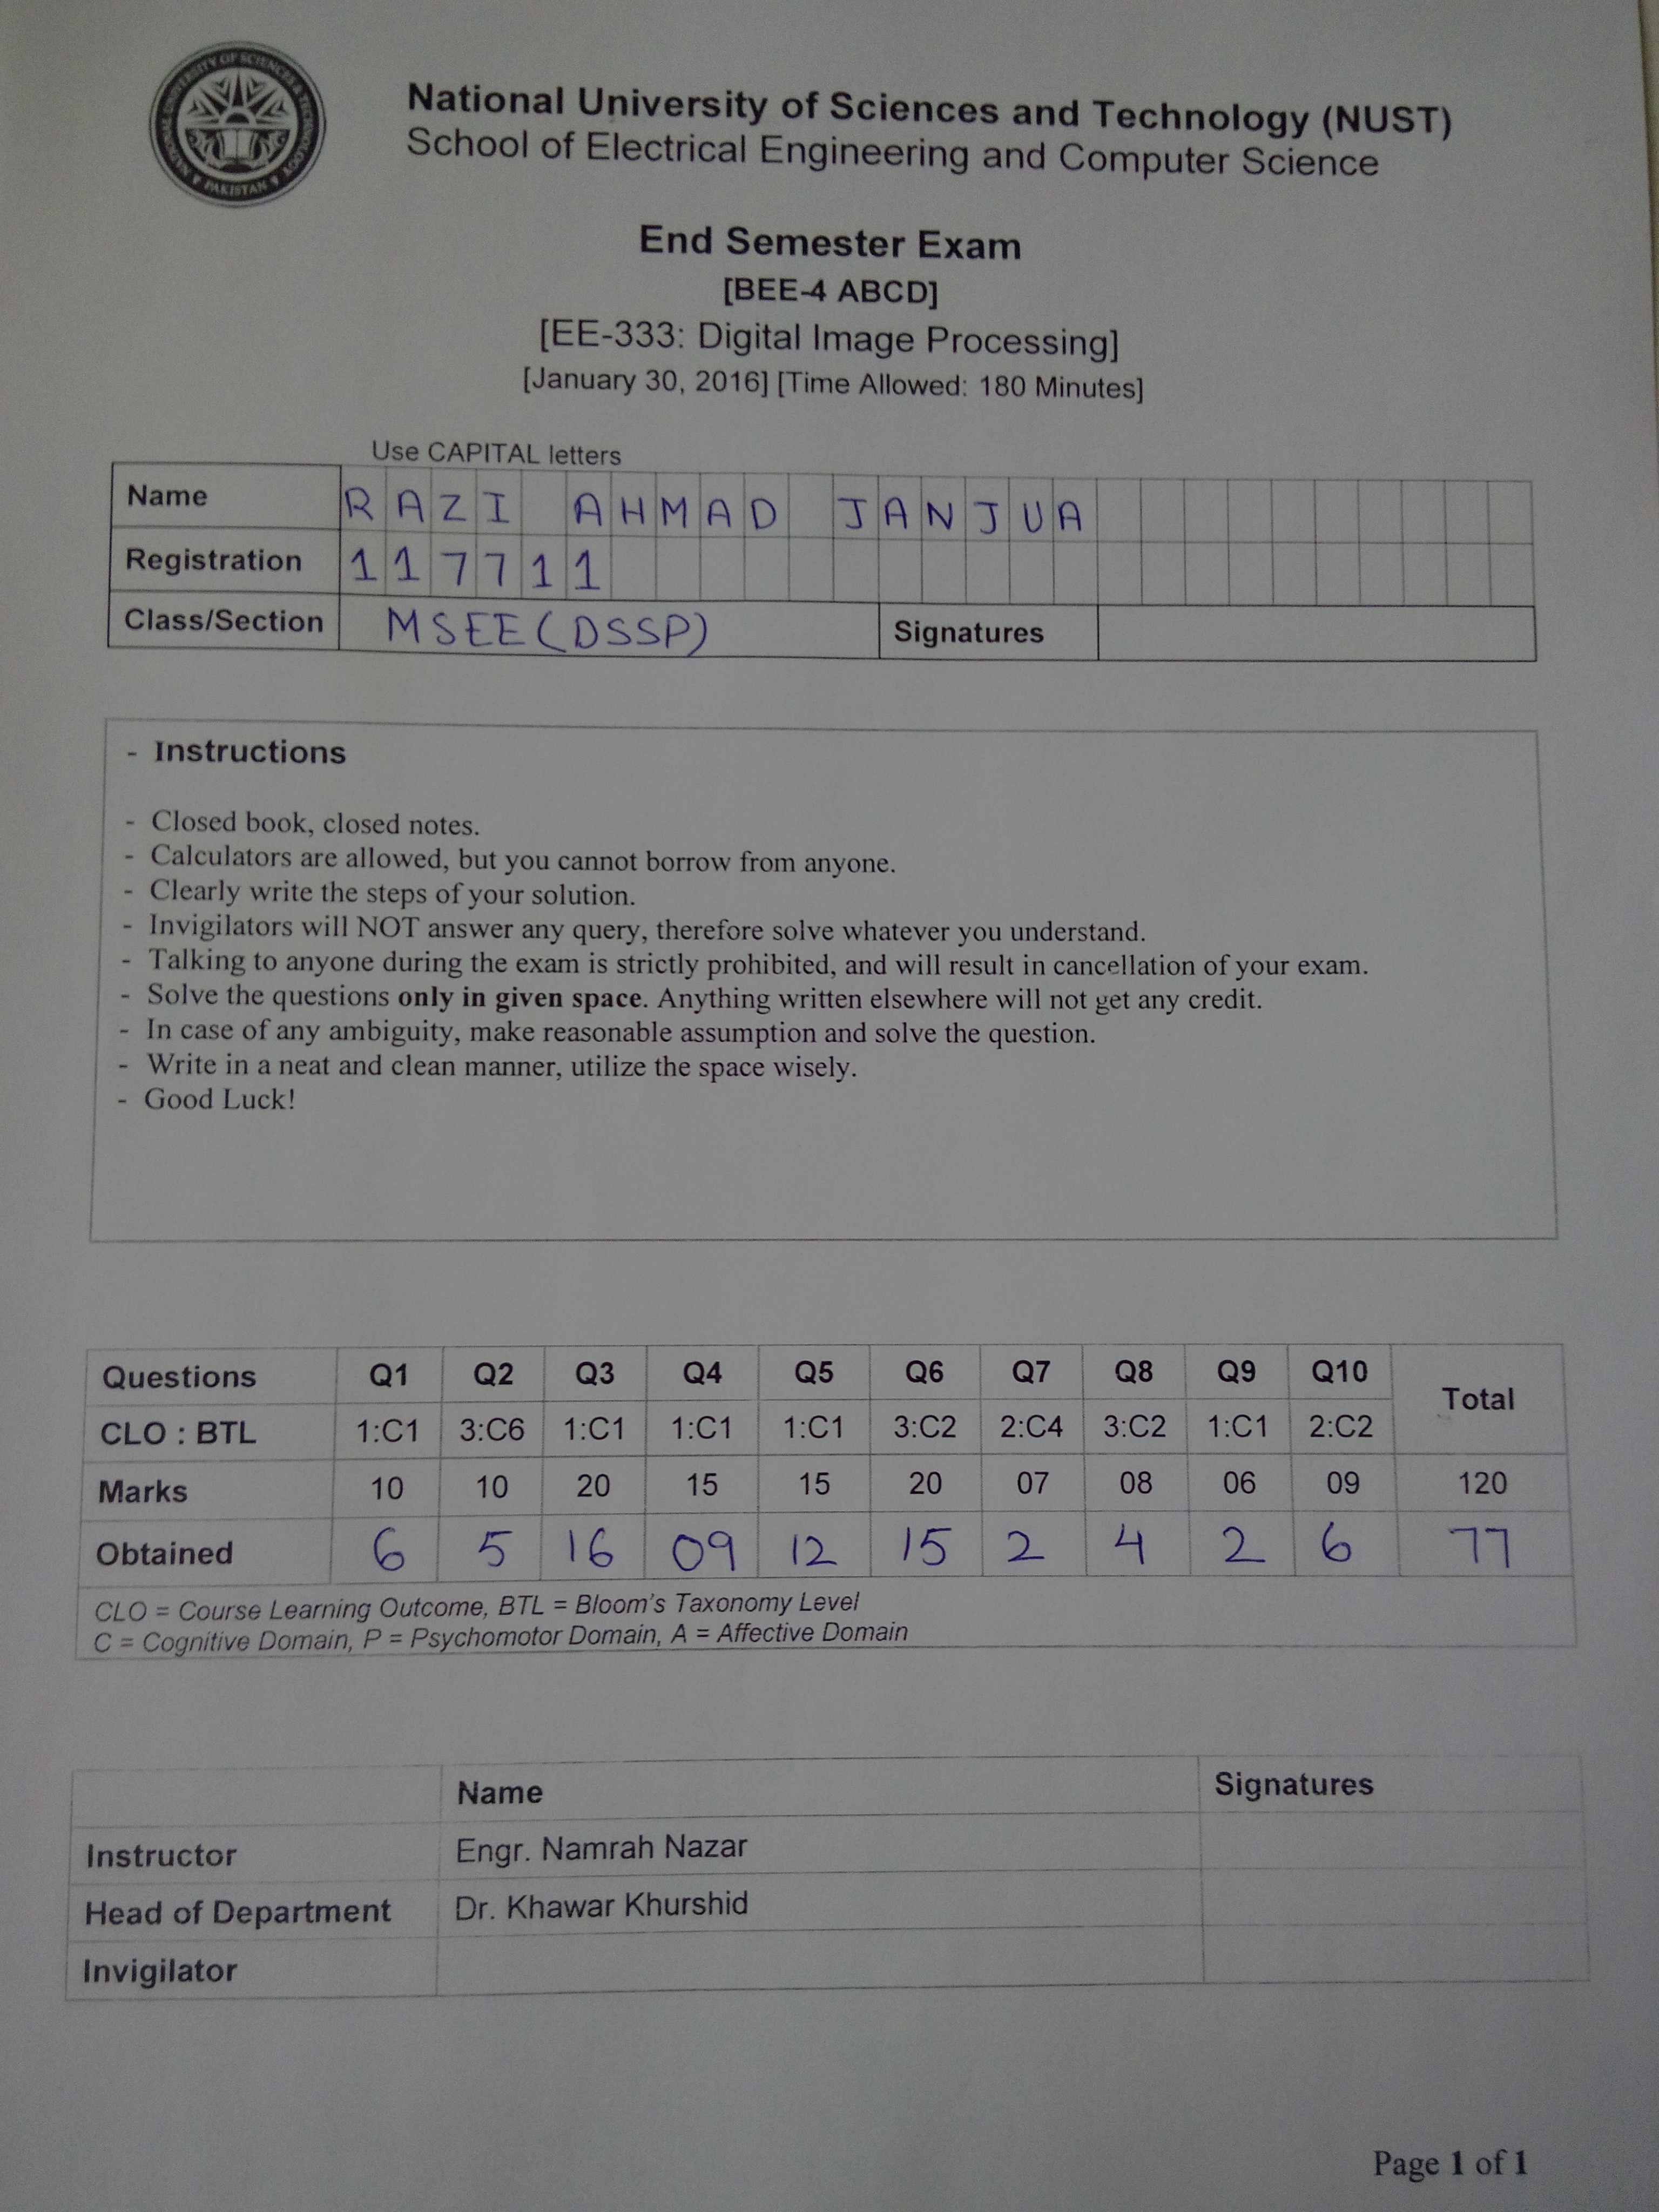 NATIONAL UNIVERSITY OF SCIENCES & TECHNOLOGY
PAKISTAN
National University of Sciences and Technology (NUST)
School of Electrical Engineering and Computer Science
End Semester Exam
[BEE-4 ABCD]
[EE-333: Digital Image Processing]
[January 30, 2016] [Time Allowed: 180 Minutes]
Use CAPITAL letters
Name RAZI AHMAD JANJUA
Registration 117711
Class/Section MSEE(DSSP) Signatures
- Instructions
- Closed book, closed notes.
- Calculators are allowed, but you cannot borrow from anyone.
- Clearly write the steps of your solution.
- Invigilators will NOT answer any query, therefore solve whatever you understand.
- Talking to anyone during the exam is strictly prohibited, and will result in cancellation of your exam.
- Solve the questions only in given space. Anything written elsewhere will not get any credit.
- In case of any ambiguity, make reasonable assumption and solve the question.
- Write in a neat and clean manner, utilize the space wisely.
- Good Luck!
Questions Q1 Q2 Q3 Q4 Q5 Q6 Q7 Q8 Q9 Q10 Total
CLO : BTL 1:C1 3:C6 1:C1 1:C1 1:C1 3:C2 2:C4 3:C2 1:C1 2:C2
Marks 10 10 20 15 15 20 07 08 06 09 120
Obtained 6 5 16 09 12 15 2 4 2 6 77
CLO = Course Learning Outcome, BTL = Bloom's Taxonomy Level
C = Cognitive Domain, P = Psychomotor Domain, A = Affective Domain
Name Signatures
Instructor Engr. Namrah Nazar
Head of Department Dr. Khawar Khurshid
Invigilator
Page 1 of 1